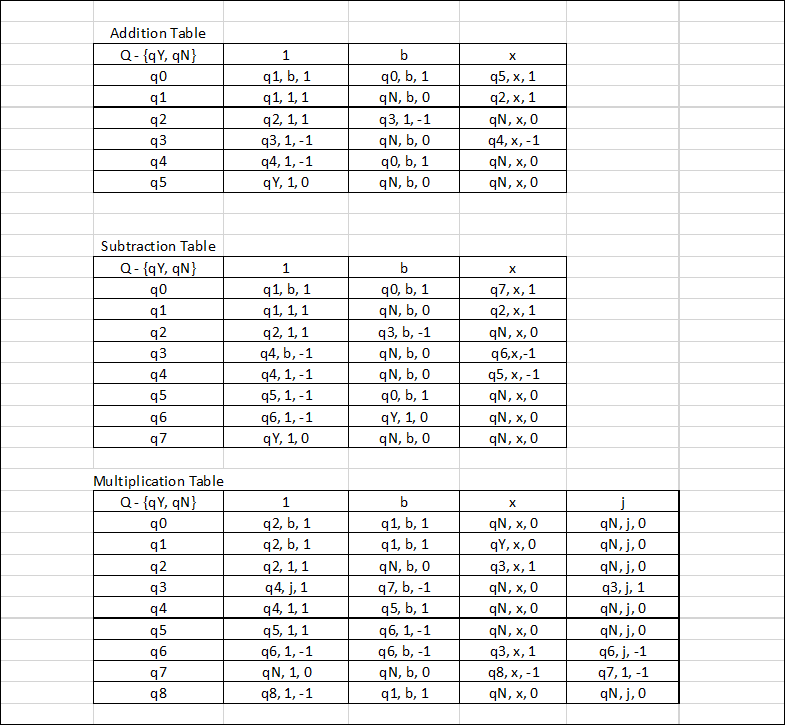 Addition Table
Q - {qY, qN} 1 b x
q0 q1, b, 1 q0, b, 1 q5, x, 1
q1 q1, 1, 1 qN, b, 0 q2, x, 1
q2 q2, 1, 1 q3, 1, -1 qN, x, 0
q3 q3, 1, -1 qN, b, 0 q4, x, -1
q4 q4, 1, -1 q0, b, 1 qN, x, 0
q5 qY, 1, 0 qN, b, 0 qN, x, 0
Subtraction Table
Q - {qY, qN} 1 b x
q0 q1, b, 1 q0, b, 1 q7, x, 1
q1 q1, 1, 1 qN, b, 0 q2, x, 1
q2 q2, 1, 1 q3, b, -1 qN, x, 0
q3 q4, b, -1 qN, b, 0 q6,x,-1
q4 q4, 1, -1 qN, b, 0 q5, x, -1
q5 q5, 1, -1 q0, b, 1 qN, x, 0
q6 q6, 1, -1 qY, 1, 0 qN, x, 0
q7 qY, 1, 0 qN, b, 0 qN, x, 0
Multiplication Table
Q - {qY, qN} 1 b x j
q0 q2, b, 1 q1, b, 1 qN, x, 0 qN, j, 0
q1 q2, b, 1 q1, b, 1 qY, x, 0 qN, j, 0
q2 q2, 1, 1 qN, b, 0 q3, x, 1 qN, j, 0
q3 q4, j, 1 q7, b, -1 qN, x, 0 q3, j, 1
q4 q4, 1, 1 q5, b, 1 qN, x, 0 qN, j, 0
q5 q5, 1, 1 q6, 1, -1 qN, x, 0 qN, j, 0
q6 q6, 1, -1 q6, b, -1 q3, x, 1 q6, j, -1
q7 qN, 1, 0 qN, b, 0 q8, x, -1 q7, 1, -1
q8 q8, 1, -1 q1, b, 1 qN, x, 0 qN, j, 0